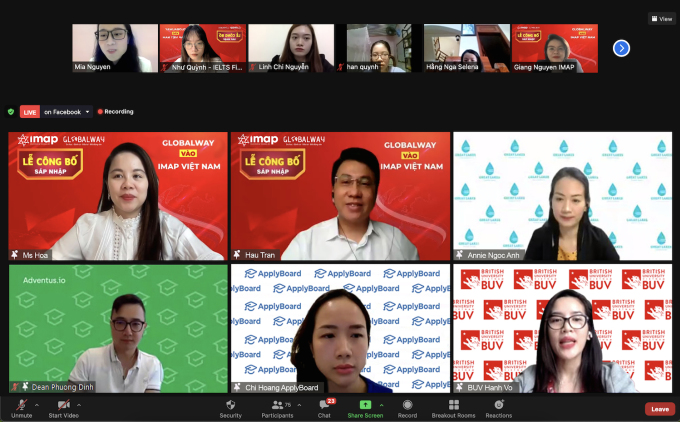 View
Mia Nguyen
Như Quỳnh - IELTS Fi...
Linh Chi Nguyễn
han quynh
Hằng Nga Selena
Giang Nguyen IMAP
LIVE
on Facebook
Recording
imap GLOBALWAY
LỄ CÔNG BỐ
SÁP NHẬP
GLOBALWAY
VÀO
IMAP VIỆT NAM
Ms Hoa
imap GLOBALWAY
LỄ CÔNG BỐ
SÁP NHẬP
GLOBALWAY
VÀO
IMAP VIỆT NAM
Hau Tran
Annie Ngoc Anh
Adventus.io
Dean Phuong Dinh
ApplyBoard
ApplyBoard
ApplyBoard
Chi Hoang ApplyBoard
BRITISH
UNIVERSITY
BUV
BUV Hanh Vo
Unmute
Start Video
Security
Participants
75
Chat
23
Share Screen
Record
Breakout Rooms
Reactions
Leave